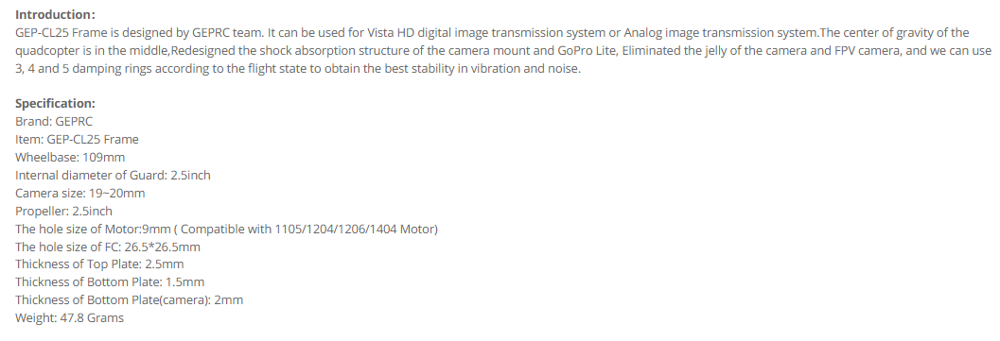 Introduction:
GEP-CL25 Frame is designed by GEPRC team. It can be used for Vista HD digital image transmission system or Analog image transmission system.The center of gravity of the
quadcopter is in the middle,Redesigned the shock absorption structure of the camera mount and GoPro Lite, Eliminated the jelly of the camera and FPV camera, and we can use
3, 4 and 5 damping rings according to the flight state to obtain the best stability in vibration and noise.
Specification:
Brand: GEPRC
Item: GEP-CL25 Frame
Wheelbase: 109mm
Internal diameter of Guard: 2.5inch
Camera size: 19~20mm
Propeller: 2.5inch
The hole size of Motor:9mm ( Compatible with 1105/1204/1206/1404 Motor)
The hole size of FC: 26.5*26.5mm
Thickness of Top Plate: 2.5mm
Thickness of Bottom Plate: 1.5mm
Thickness of Bottom Plate(camera): 2mm
Weight: 47.8 Grams